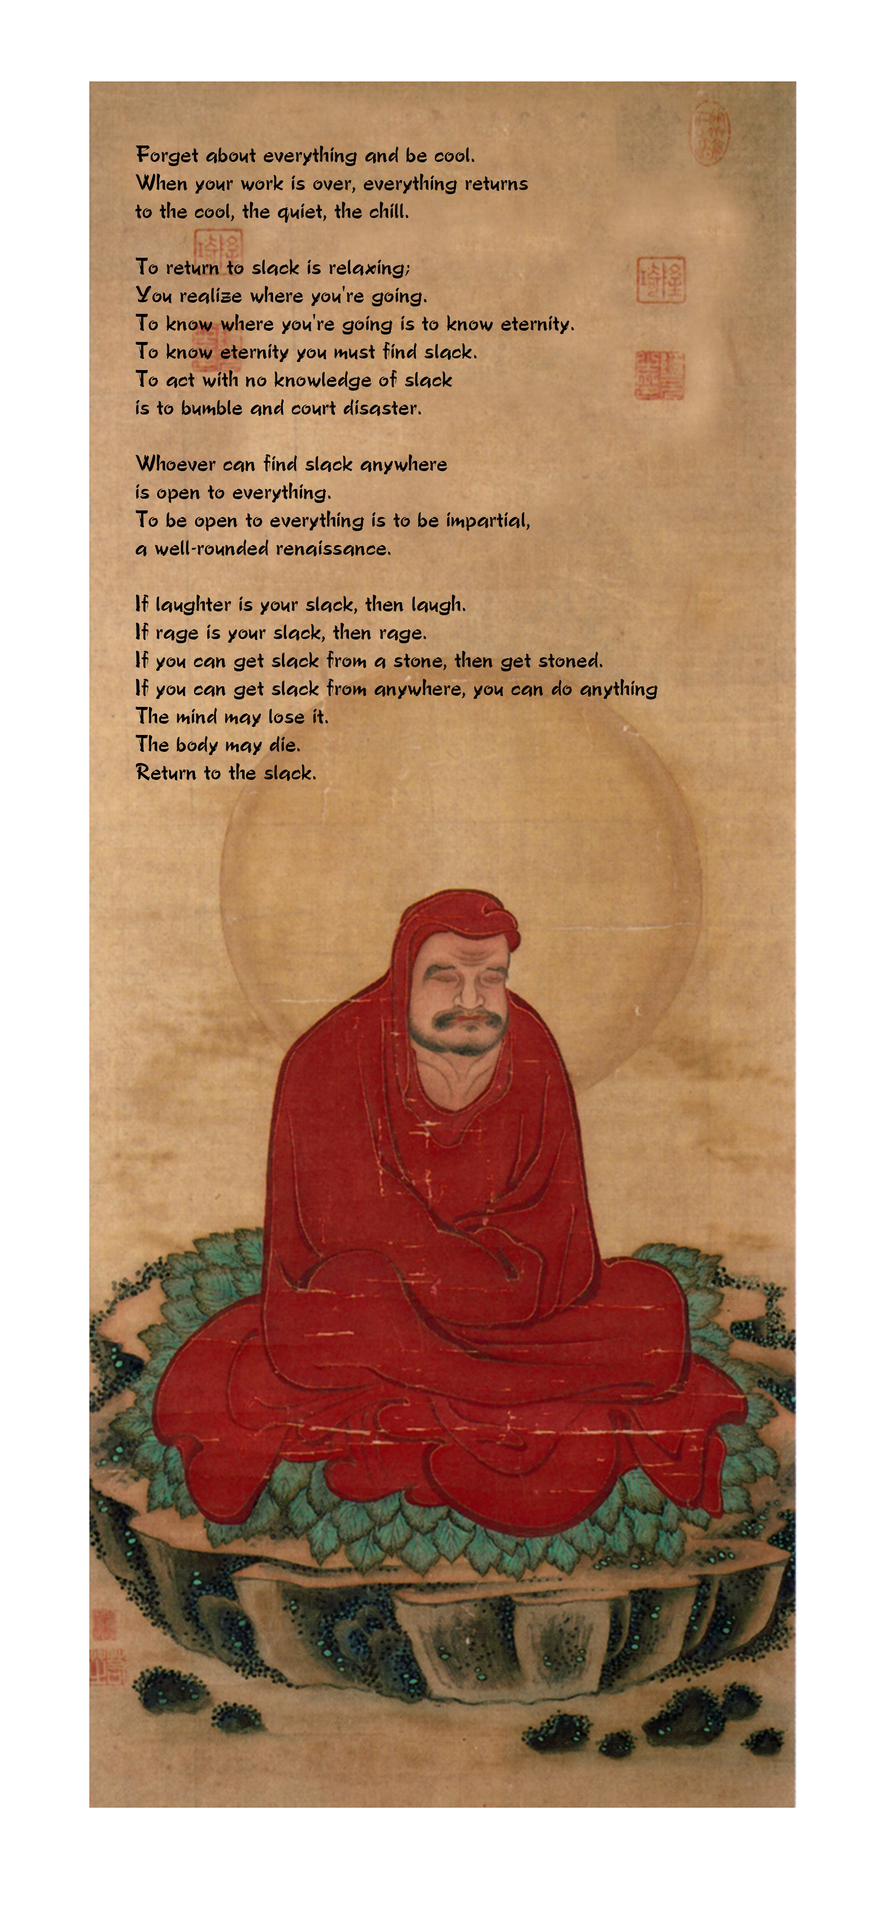 Forget about everything and be cool.
When your work is over, everything returns
to the cool, the quiet, the chill.
To return to slack is relaxing;
You realize where you're going.
To know where you're going is to know eternity.
To know eternity you must find slack.
To act with no knowledge of slack
is to bumble and court disaster.
Whoever can find slack anywhere
is open to everything.
To be open to everything is to be impartial,
a well-rounded renaissance.
If laughter is your slack, then laugh.
If rage is your slack, then rage.
If you can get slack from a stone, then get stoned.
If you can get slack from anywhere, you can do anything
The mind may lose it.
The body may die.
Return to the slack.